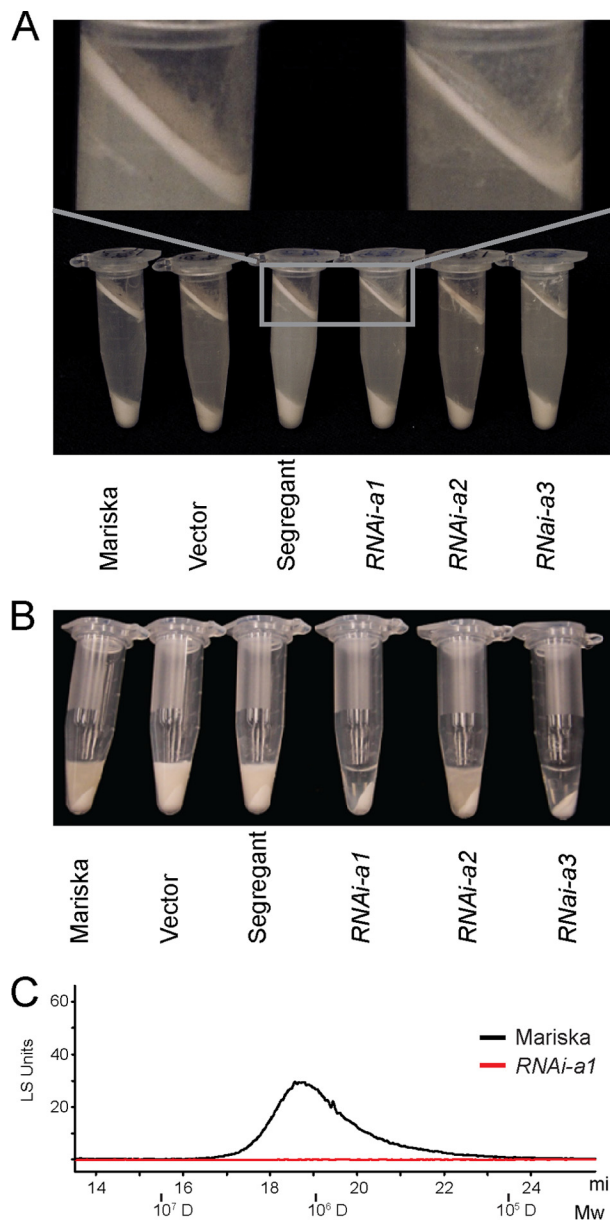 A
Mariska
Vector
Segregant
RNAi-a1
RNAi-a2
RNai-a3
B
Mariska
Vector
Segregant
RNAi-a1
RNAi-a2
RNai-a3
C
LS Units
60
40
20
Mariska
RNAi-a1
14 16 18 20 22 24 mi
10⁷ D 10⁶ D 10⁵ D Mw